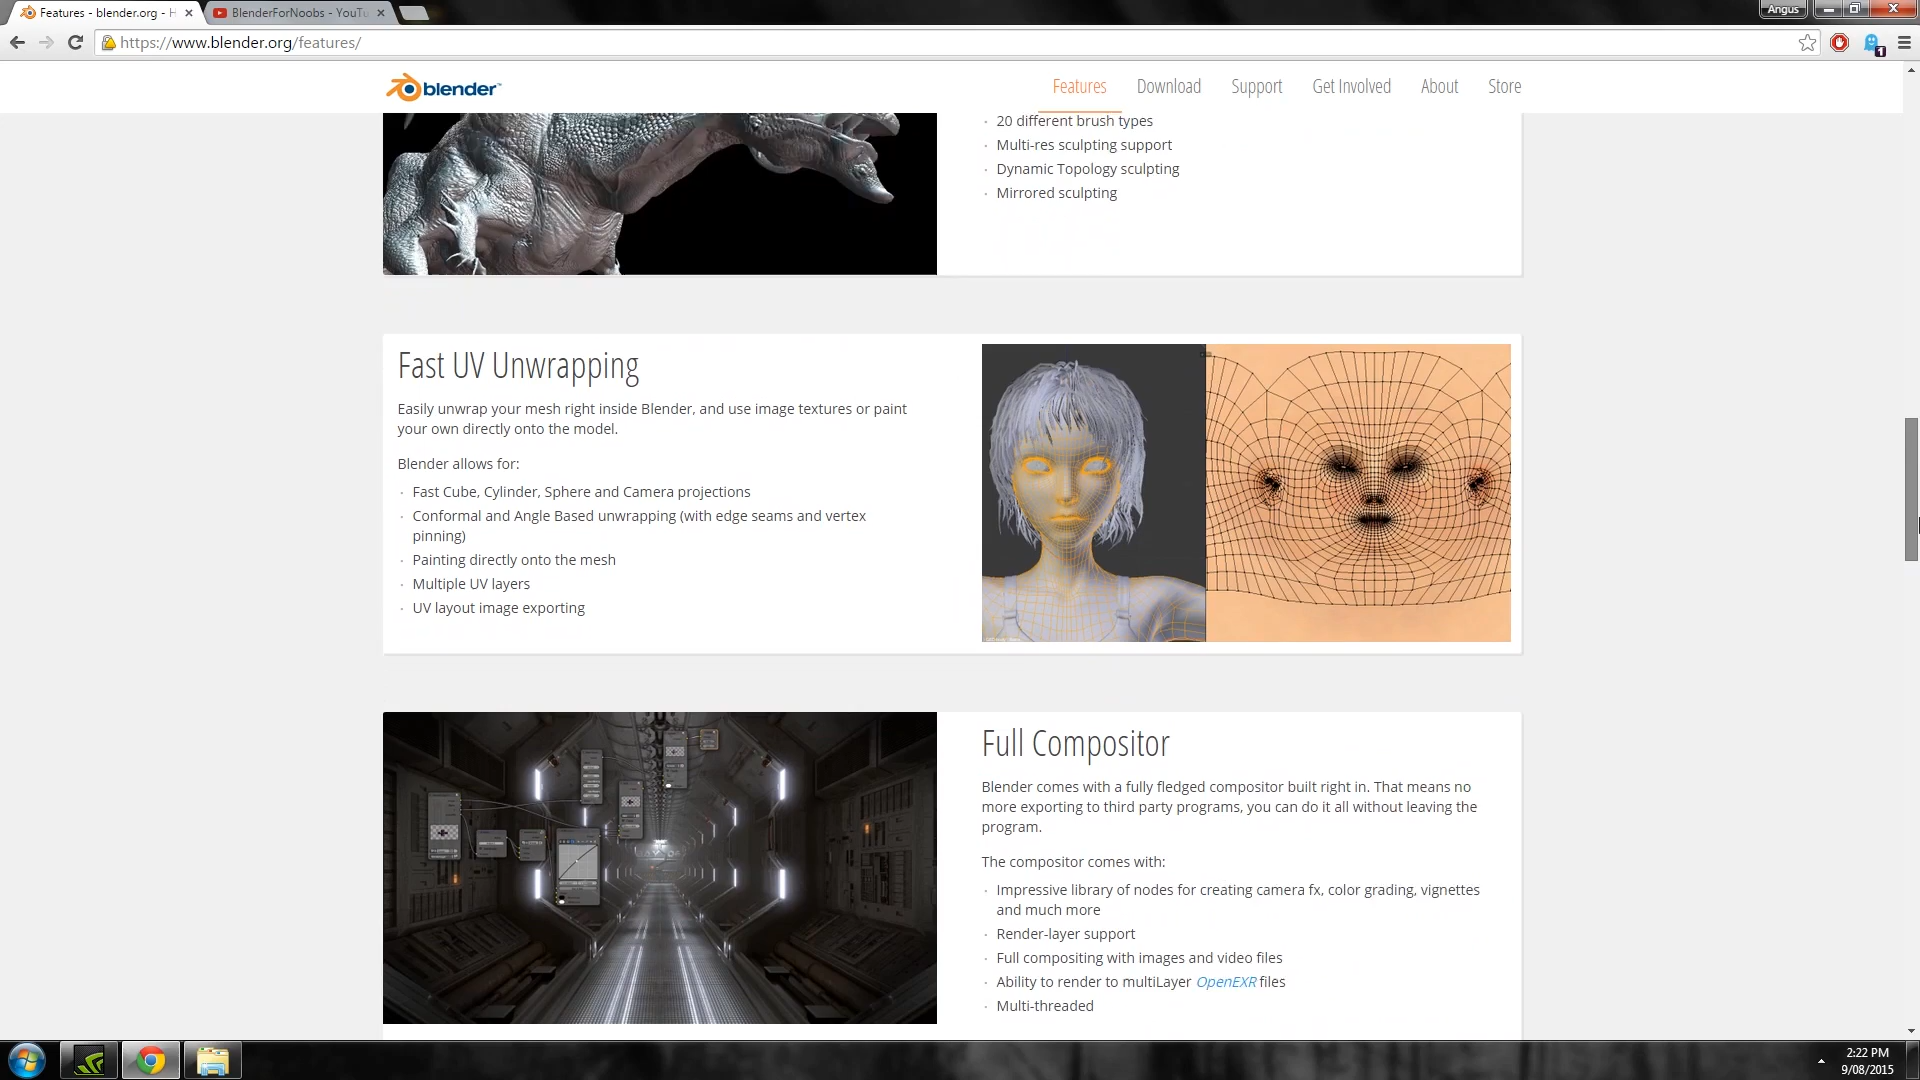 Features - blender.org - H
BlenderForNoobs - YouTu
Angus
https://www.blender.org/features/
1
blender
Features
Download
Support
Get Involved
About
Store
20 different brush types
Multi-res sculpting support
Dynamic Topology sculpting
Mirrored sculpting
Fast UV Unwrapping
Easily unwrap your mesh right inside Blender, and use image textures or paint
your own directly onto the model.
Blender allows for:
Fast Cube, Cylinder, Sphere and Camera projections
Conformal and Angle Based unwrapping (with edge seams and vertex
pinning)
Painting directly onto the mesh
Multiple UV layers
UV layout image exporting
Full Compositor
Blender comes with a fully fledged compositor built right in. That means no
more exporting to third party programs, you can do it all without leaving the
program.
The compositor comes with:
Impressive library of nodes for creating camera fx, color grading, vignettes
and much more
Render-layer support
Full compositing with images and video files
Ability to render to multiLayer OpenEXR files
Multi-threaded
2:22 PM
9/08/2015